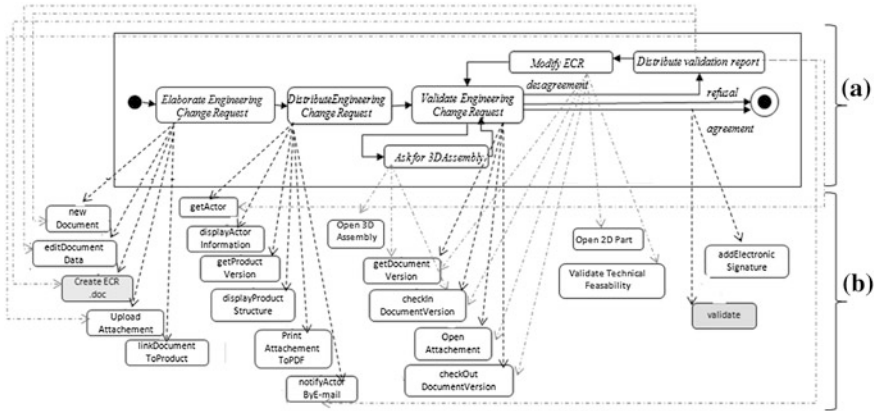 Modify ECR
Distribute validation report
(a)
desagreement
Elaborate Engineering
Change Request
DistributeEngineering
Change Request
Validate Engineering
Change Request
refusal
agreement
Ask for 3DAssembly
(b)
new
Document
getActor
displayActor
Information
Open 3D
Assembly
Open 2D Part
editDocument
Data
getProduct
Version
getDocument
Version
addElectronic
Signature
Validate Technical
Feasability
Create ECR
.doc
displayProduct
Structure
checkIn
DocumentVersion
Upload
Attachement
validate
linkDocument
ToProduct
Print
Attachement
ToPDF
Open
Attachement
notifyActor
ByE-mail
checkOut
DocumentVersion